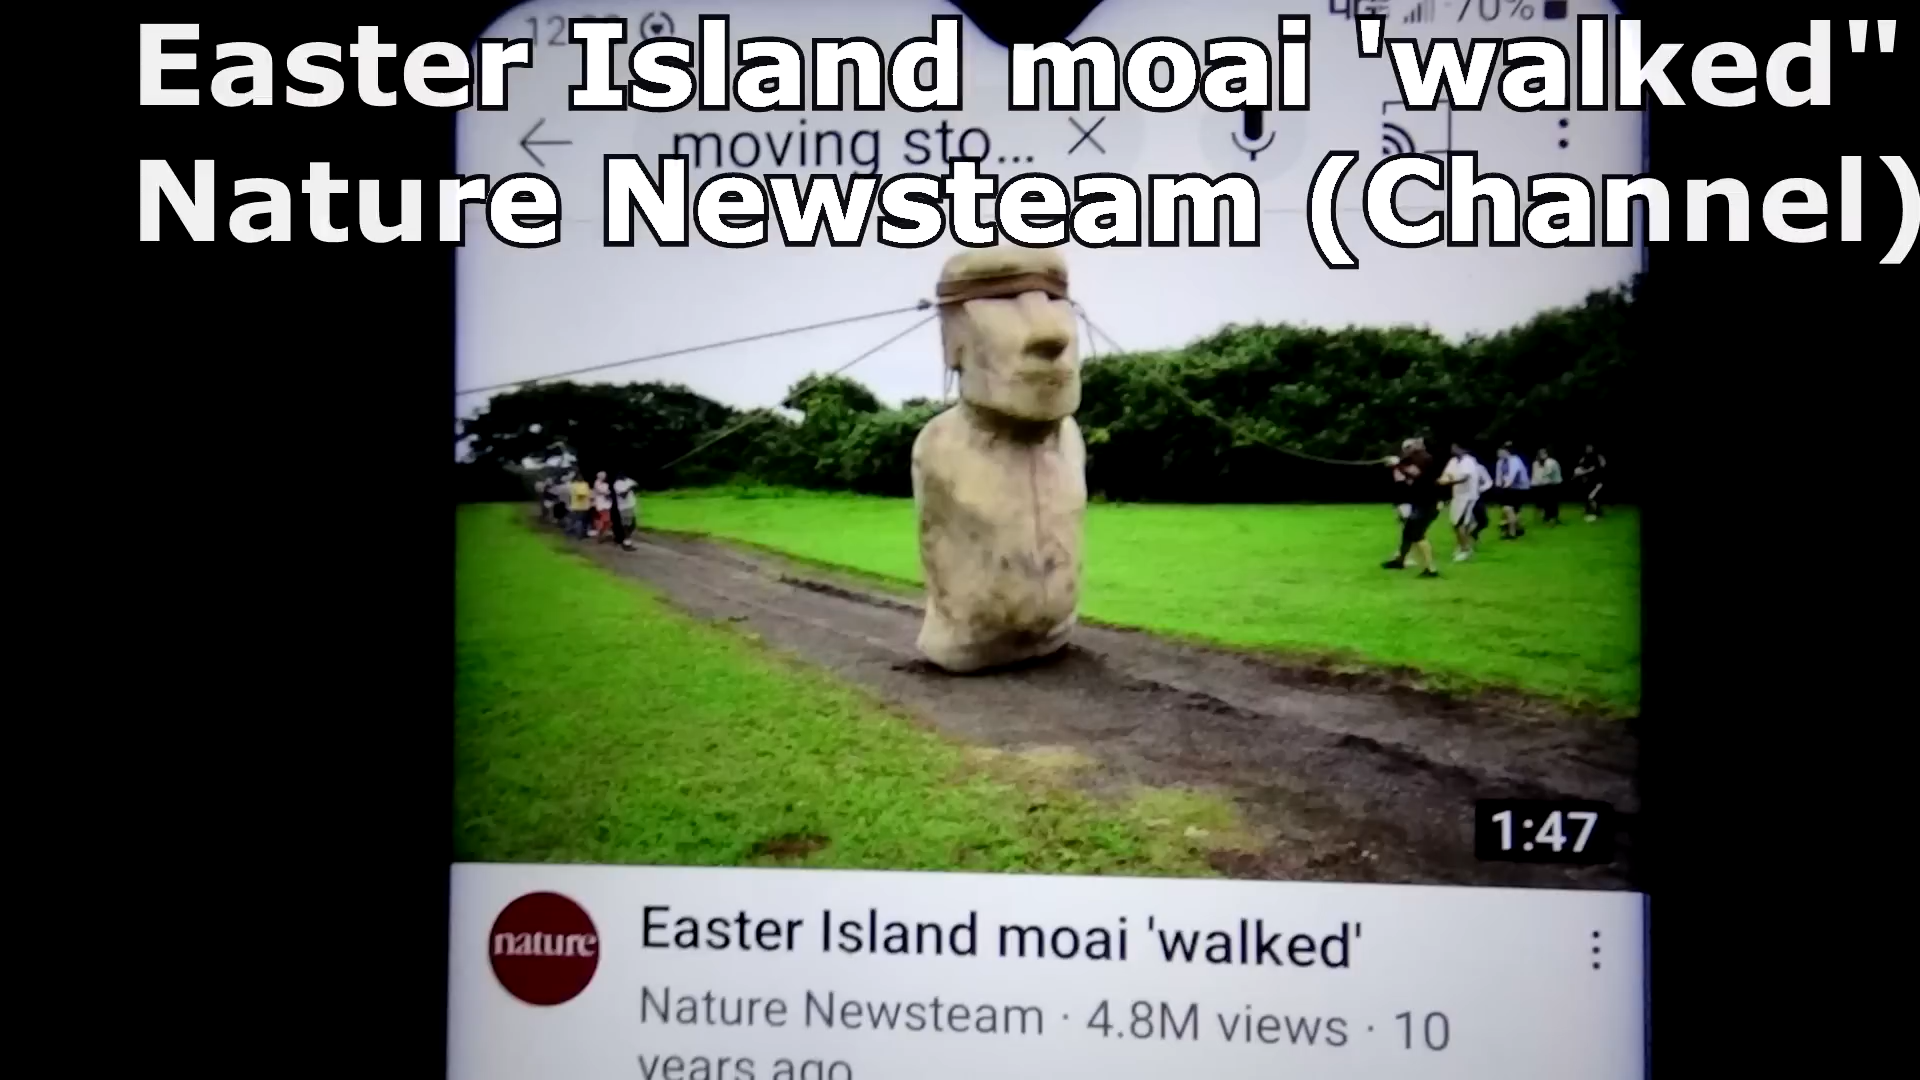 Easter Island moai 'walked"
moving sto...
Nature Newsteam (Channel)
1:47
nature
Easter Island moai 'walked'
Nature Newsteam · 4.8M views · 10
years ago